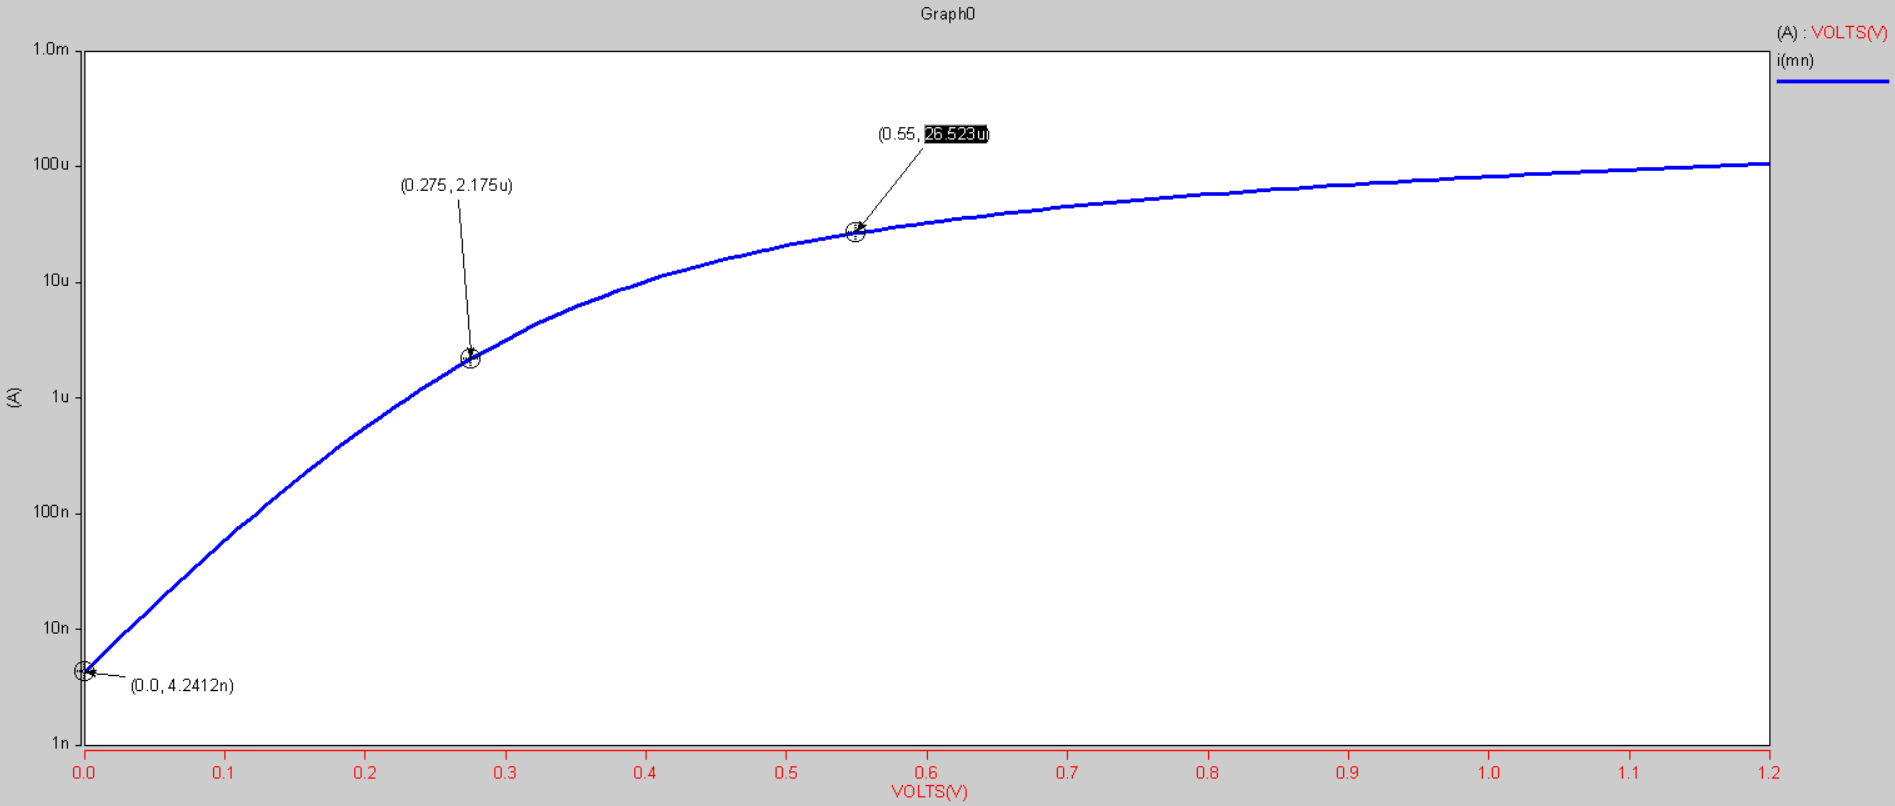 Graph0
(A) : VOLTS(V)
i(mn)
1.0m
100u
10u
1u
100n
10n
1n
(A)
(0.55, 26.523u)
(0.275, 2.175u)
(0.0, 4.2412n)
0.0 0.1 0.2 0.3 0.4 0.5 0.6 0.7 0.8 0.9 1.0 1.1 1.2
VOLTS(V)